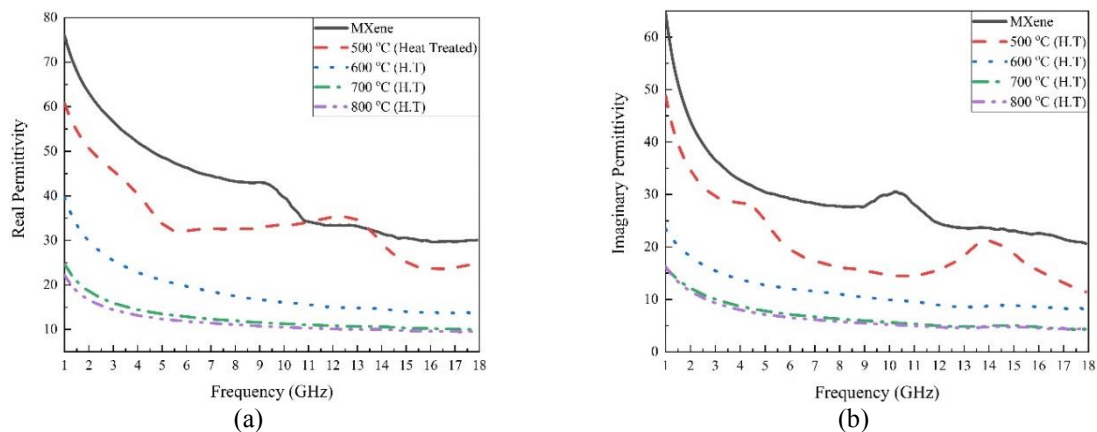 80
70
60
50
40
30
20
10
Real Permittivity
MXene
500 °C (Heat Treated)
600 °C (H.T)
700 °C (H.T)
800 °C (H.T)
1 2 3 4 5 6 7 8 9 10 11 12 13 14 15 16 17 18
Frequency (GHz)
(a)
60
50
40
30
20
10
0
Imaginary Permittivity
MXene
500 °C (H.T)
600 °C (H.T)
700 °C (H.T)
800 °C (H.T)
1 2 3 4 5 6 7 8 9 10 11 12 13 14 15 16 17 18
Frequency (GHz)
(b)